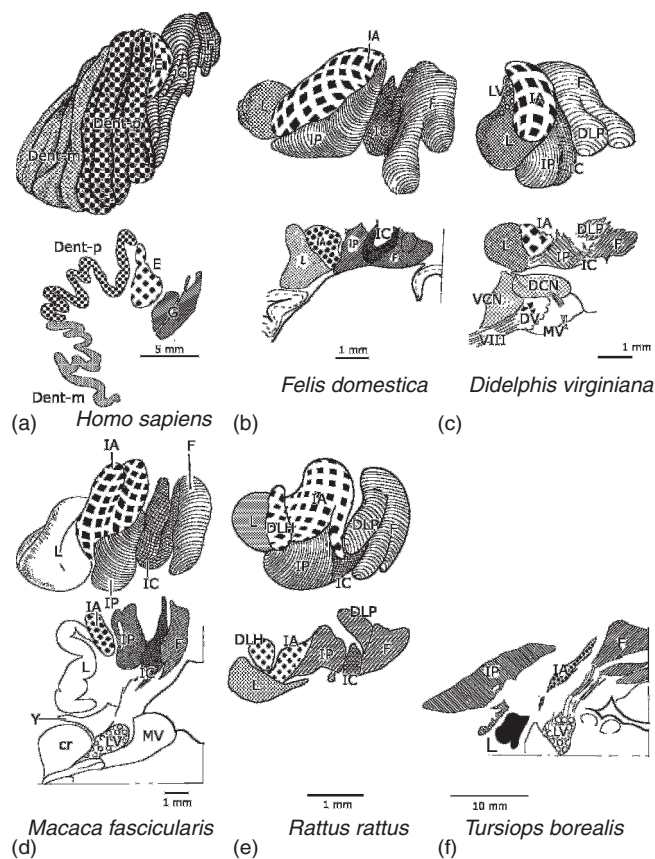 F
E
G
Dent-p
Dent-m
Dent-p
E
G
5 mm
Dent-m
(a) Homo sapiens
IA
L
IP
IC
F
IA
L
IP
IC
F
1 mm
Felis domestica
(b)
LV
IA
F
L
DLP
IP
IC
IA
DLP
L
F
IP
IC
DCN
VCN
DV
MV
VIII
1 mm
Didelphis virginiana
(c)
IA
F
L
IP
IC
IA
IP
F
L
IC
Y
cr
LV
MV
1 mm
Macaca fascicularis
(d)
IA
L
DLH
DLP
F
IP
IC
DLP
DLH
IA
IP
F
L
IC
1 mm
Rattus rattus
(e)
F
IP
IA
L
LV
10 mm
Tursiops borealis
(f)